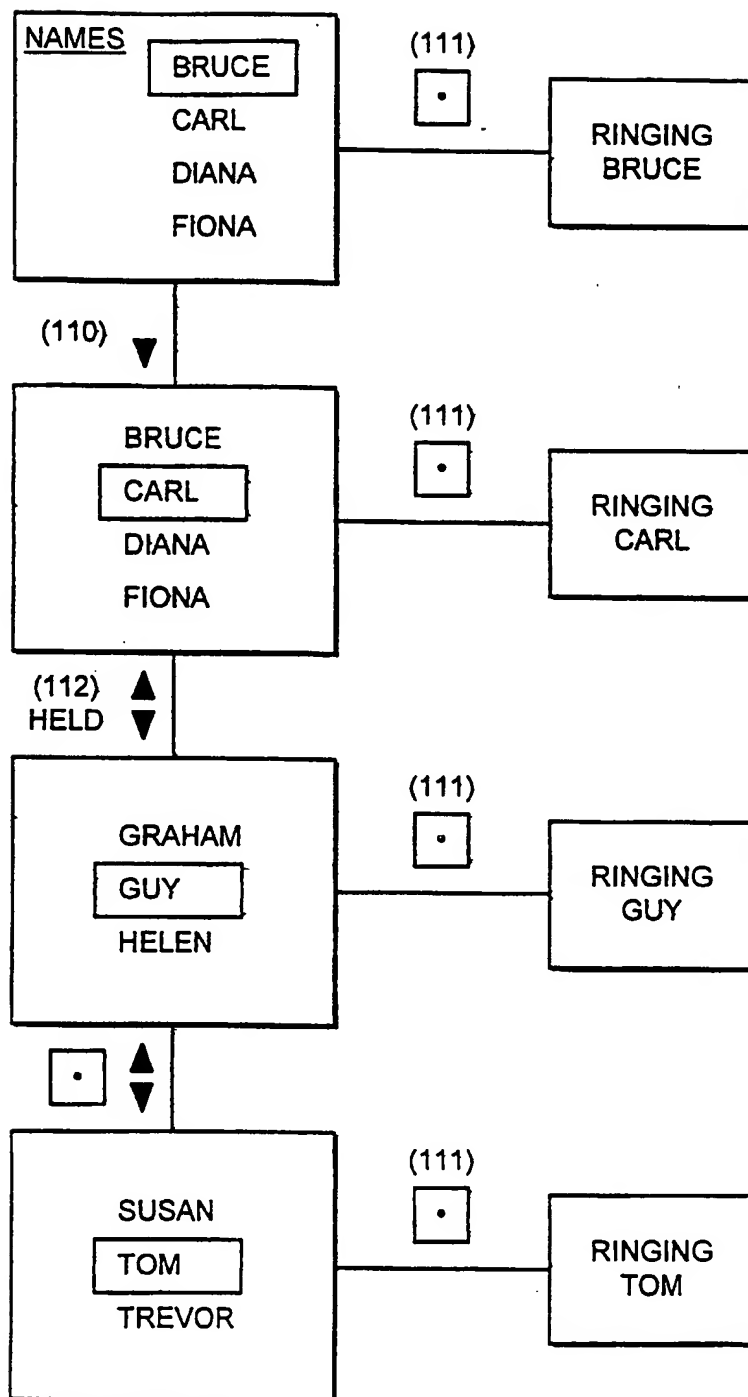 NAMES
BRUCE
CARL
DIANA
FIONA
(111)
RINGING
BRUCE
(110)
BRUCE
CARL
DIANA
FIONA
(111)
RINGING
CARL
(112)
HELD
GRAHAM
GUY
HELEN
(111)
RINGING
GUY
SUSAN
TOM
TREVOR
(111)
RINGING
TOM